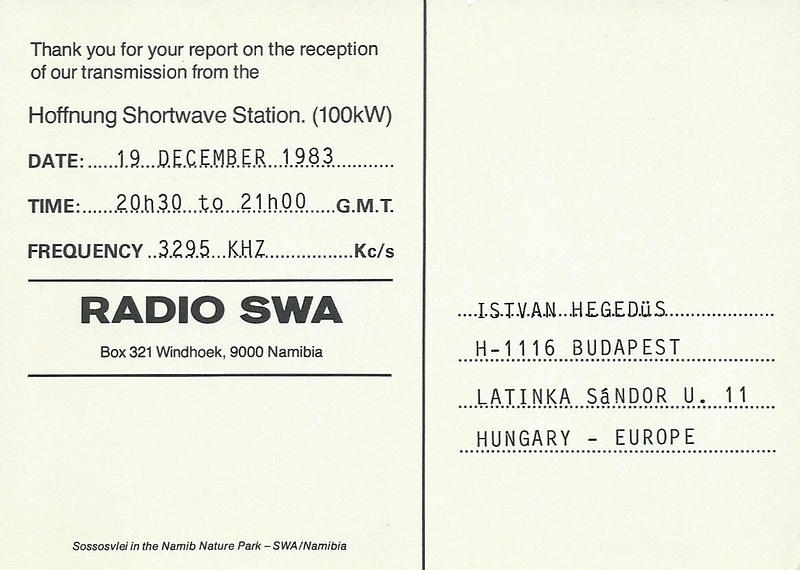 Thank you for your report on the reception
of our transmission from the
Hoffnung Shortwave Station. (100kW)
DATE:.....19 DECEMBER 1983..........
TIME:......20h30 to 21h00.....G.M.T.
FREQUENCY ..3295 KHZ.................Kc/s
RADIO SWA
Box 321 Windhoek, 9000 Namibia
Sossosvlei in the Namib Nature Park – SWA/Namibia
ISTVAN HEGEDüS
H-1116 BUDAPEST
LATINKA SáNDOR U. 11
HUNGARY - EUROPE